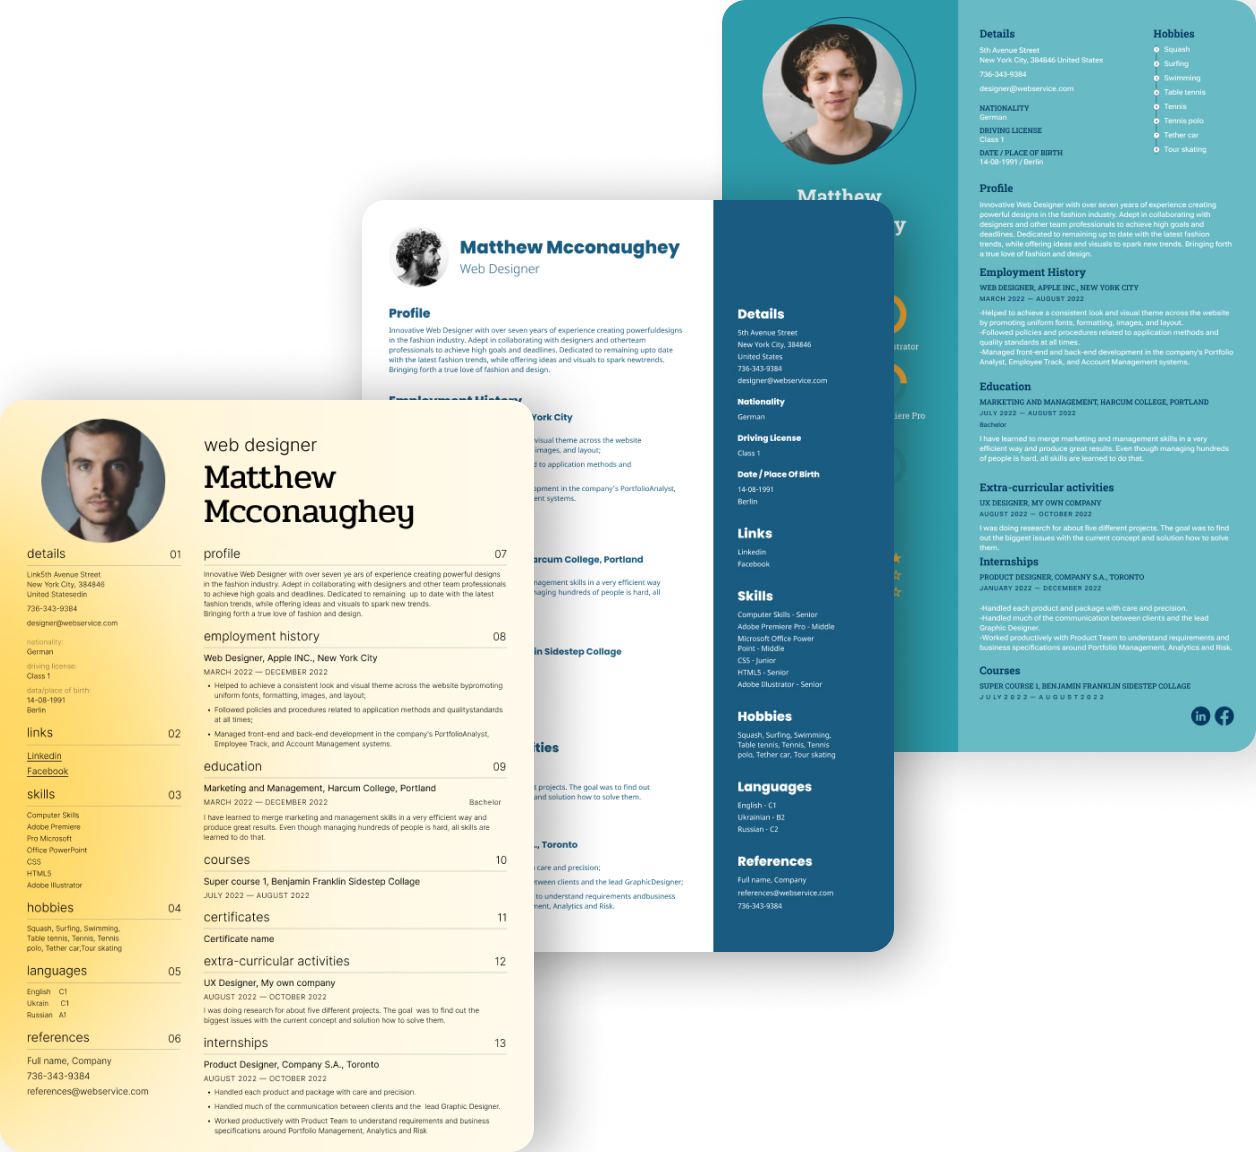 web designer
Matthew
Mcconaughey
details 01
Link5th Avenue Street
New York City, 384846
United Statesedin
736-343-9384
designer@webservice.com
nationality:
German
driving license:
Class 1
data/place of birth:
14-08-1991
Berlin
links 02
Linkedin
Facebook
skills 03
Computer Skills
Adobe Premiere
Pro Microsoft
Office PowerPoint
CSS
HTML5
Adobe Illustrator
hobbies 04
Squash, Surfing, Swimming,
Table tennis, Tennis, Tennis
polo, Tether car,Tour skating
languages 05
English C1
Ukrain C1
Russian A1
references 06
Full name, Company
736-343-9384
references@webservice.com
profile 07
Innovative Web Designer with over seven ye ars of experience creating powerful designs
in the fashion industry. Adept in collaborating with designers and other team professionals
to achieve high goals and deadlines. Dedicated to remaining up to date with the latest
fashion trends, while offering ideas and visuals to spark new trends.
Bringing forth a true love of fashion and design.
employment history 08
Web Designer, Apple INC., New York City
MARCH 2022 — DECEMBER 2022
• Helped to achieve a consistent look and visual theme across the website bypromoting
uniform fonts, formatting, images, and layout;
• Followed policies and procedures related to application methods and qualitystandards
at all times;
• Managed front-end and back-end development in the company's PortfolioAnalyst,
Employee Track, and Account Management systems.
education 09
Marketing and Management, Harcum College, Portland
MARCH 2022 — DECEMBER 2022 Bachelor
I have learned to merge marketing and management skills in a very efficient way and
produce great results. Even though managing hundreds of people is hard, all skills are
learned to do that.
courses 10
Super course 1, Benjamin Franklin Sidestep Collage
JULY 2022 — AUGUST 2022
certificates 11
Certificate name
extra-curricular activities 12
UX Designer, My own company
AUGUST 2022 — OCTOBER 2022
I was doing research for about five different projects. The goal was to find out the
biggest issues with the current concept and solution how to solve them.
internships 13
Product Designer, Company S.A., Toronto
AUGUST 2022 — OCTOBER 2022
• Handled each product and package with care and precision.
• Handled much of the communication between clients and the lead Graphic Designer.
• Worked productively with Product Team to understand requirements and business
specifications around Portfolio Management, Analytics and Risk
Matthew Mcconaughey
Web Designer
Profile
Innovative Web Designer with over seven years of experience creating powerfuldesigns
in the fashion industry. Adept in collaborating with designers and otherteam
professionals to achieve high goals and deadlines. Dedicated to remaining upto date
with the latest fashion trends, while offering ideas and visuals to spark newtrends.
Bringing forth a true love of fashion and design.
Employment History
York City
visual theme across the website
images, and layout;
d to application methods and
opment in the company's PortfolioAnalyst,
ent systems.
arcum College, Portland
nagement skills in a very efficient way
naging hundreds of people is hard, all
in Sidestep Collage
ities
t projects. The goal was to find out
and solution how to solve them.
., Toronto
care and precision;
etween clients and the lead GraphicDesigner;
to understand requirements andbusiness
ment, Analytics and Risk.
Details
5th Avenue Street
New York City, 384846
United States
736-343-9384
designer@webservice.com
Nationality
German
Driving License
Class 1
Date / Place Of Birth
14-08-1991
Berlin
Links
Linkedin
Facebook
Skills
Computer Skills - Senior
Adobe Premiere Pro - Middle
Microsoft Office Power
Point - Middle
CSS - Junior
HTML5 - Senior
Adobe Illustrator - Senior
Hobbies
Squash, Surfing, Swimming,
Table tennis, Tennis, Tennis
polo, Tether car, Tour skating
Languages
English - C1
Ukrainian - B2
Russian - C2
References
Full name, Company
references@webservice.com
736-343-9384
Matthew
y
strator
iere Pro
Details
5th Avenue Street
New York City, 384846 United States
736-343-9384
designer@webservice.com
NATIONALITY
German
DRIVING LICENSE
Class 1
DATE / PLACE OF BIRTH
14-08-1991 / Berlin
Hobbies
Squash
Surfing
Swimming
Table tennis
Tennis
Tennis polo
Tether car
Tour skating
Profile
Innovative Web Designer with over seven years of experience creating
powerful designs in the fashion industry. Adept in collaborating with
designers and other team professionals to achieve high goals and
deadlines. Dedicated to remaining up to date with the latest fashion
trends, while offering ideas and visuals to spark new trends. Bringing forth
a true love of fashion and design.
Employment History
WEB DESIGNER, APPLE INC., NEW YORK CITY
MARCH 2022 — AUGUST 2022
-Helped to achieve a consistent look and visual theme across the website
by promoting uniform fonts, formatting, images, and layout.
-Followed policies and procedures related to application methods and
quality standards at all times.
-Managed front-end and back-end development in the company's Portfolio
Analyst, Employee Track, and Account Management systems.
Education
MARKETING AND MANAGEMENT, HARCUM COLLEGE, PORTLAND
JULY 2022 — AUGUST 2022
Bachelor
I have learned to merge marketing and management skills in a very
efficient way and produce great results. Even though managing hundreds
of people is hard, all skills are learned to do that.
Extra-curricular activities
UX DESIGNER, MY OWN COMPANY
AUGUST 2022 — OCTOBER 2022
I was doing research for about five different projects. The goal was to find
out the biggest issues with the current concept and solution how to solve
them.
Internships
PRODUCT DESIGNER, COMPANY S.A., TORONTO
JANUARY 2022 — DECEMBER 2022
-Handled each product and package with care and precision.
-Handled much of the communication between clients and the lead
Graphic Designer.
-Worked productively with Product Team to understand requirements and
business specifications around Portfolio Management, Analytics and Risk.
Courses
SUPER COURSE 1, BENJAMIN FRANKLIN SIDESTEP COLLAGE
JULY 2022 — AUGUST 2022
in f